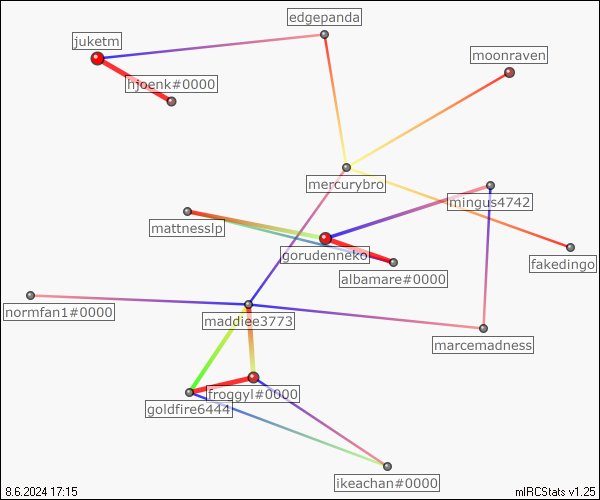 edgepanda
juketm
moonraven
hjoenk#0000
mercurybro
mingus4742
mattnesslp
gorudenneko
fakedingo
albamare#0000
normfan1#0000
maddiee3773
marcemadness
froggyl#0000
goldfire6444
ikeachan#0000
8.6.2024 17:15
mIRCStats v1.25